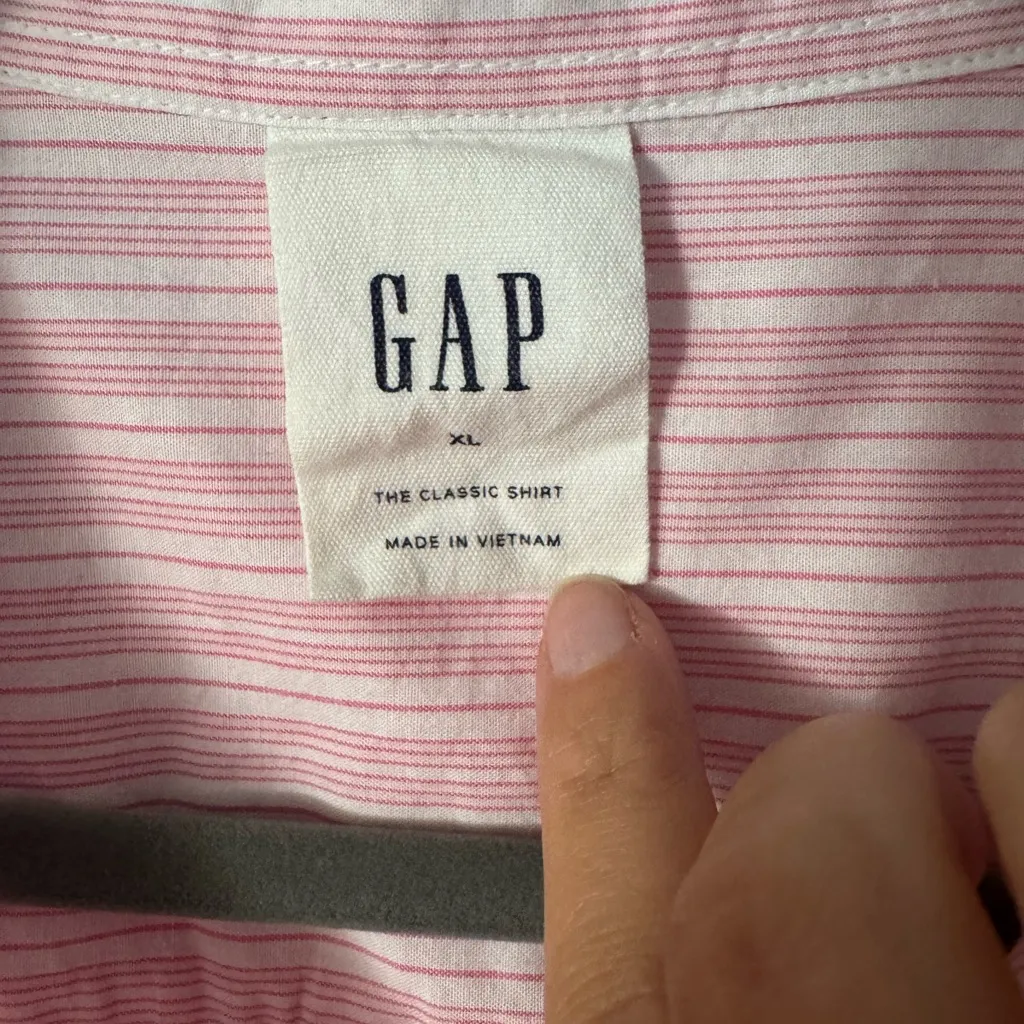 GAP
XL
THE CLASSIC SHIRT
MADE IN VIETNAM